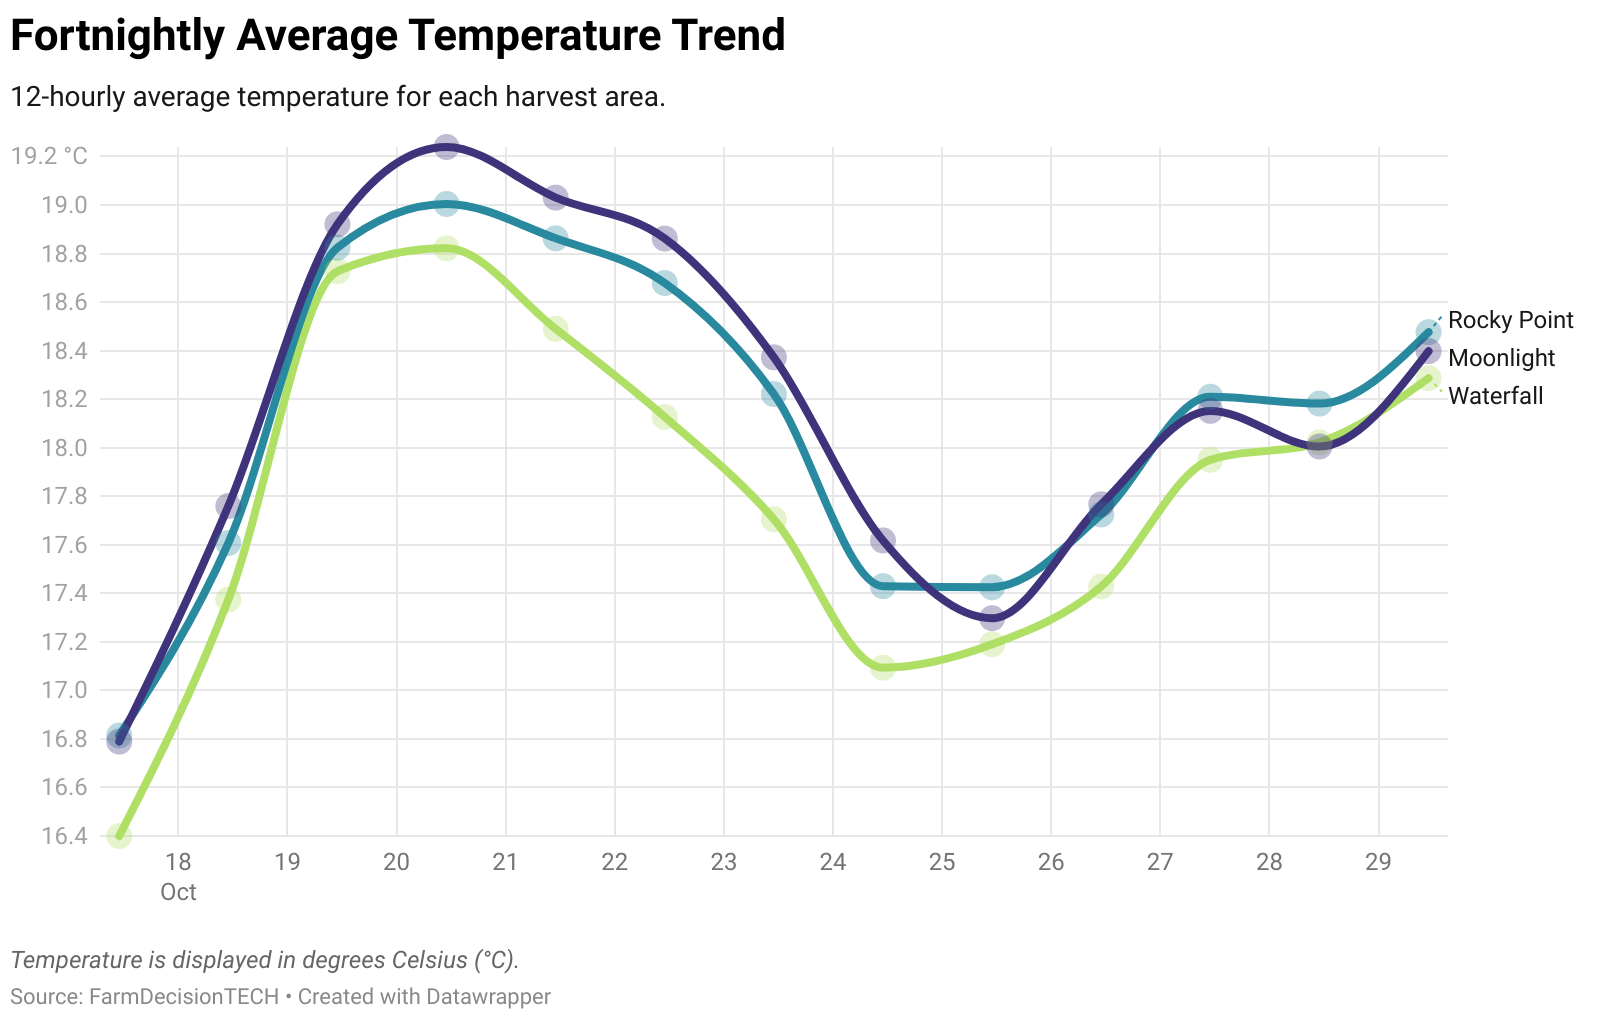 Fortnightly Average Temperature Trend
12-hourly average temperature for each harvest area.
19.2 °C
19.0
18.8
18.6
18.4
18.2
18.0
17.8
17.6
17.4
17.2
17.0
16.8
16.6
16.4
Rocky Point
Moonlight
Waterfall
18 19 20 21 22 23 24 25 26 27 28 29
Oct
Temperature is displayed in degrees Celsius (°C).
Source: FarmDecisionTECH • Created with Datawrapper